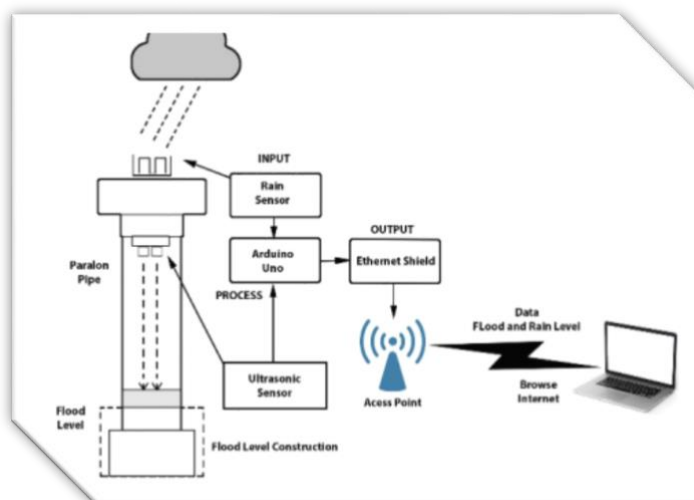 INPUT
Rain
Sensor
OUTPUT
Arduino
Uno
Ethernet Shield
Paralon
Pipe
PROCESS
Data
FLood and Rain Level
Ultrasonic
Sensor
Acess Point
Browse
Internet
Flood
Level
Flood Level Construction